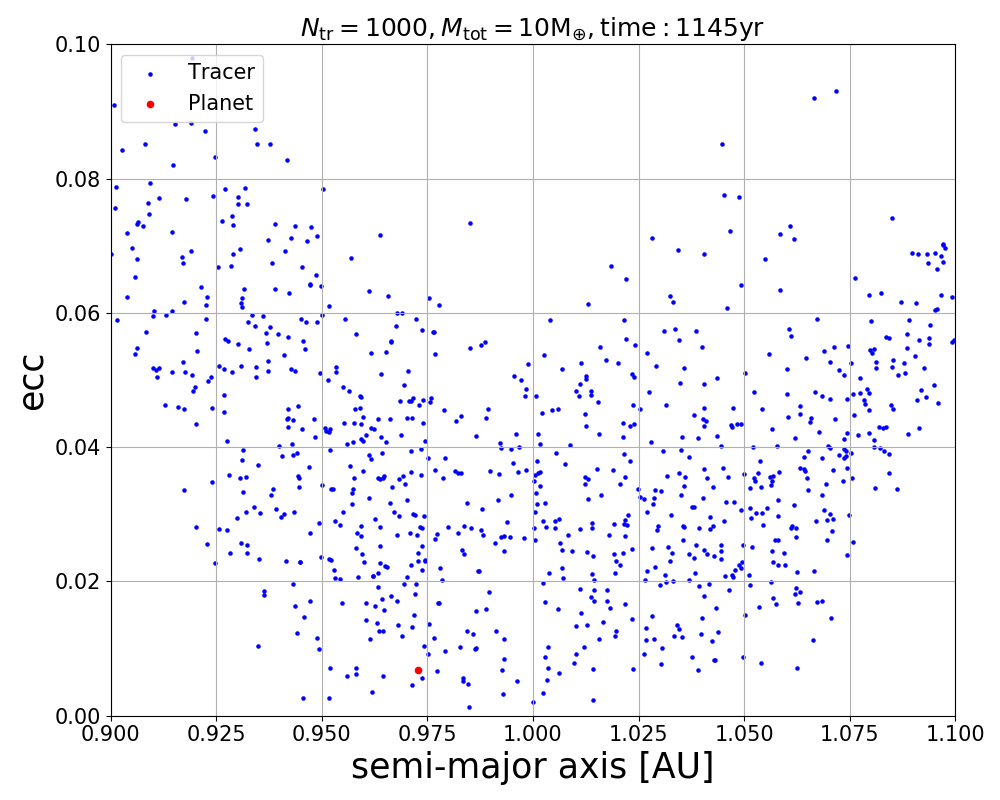 N_tr = 1000, M_tot = 10M_⊕, time : 1145yr
Tracer
Planet
ecc
0.10
0.08
0.06
0.04
0.02
0.00
0.900 0.925 0.950 0.975 1.000 1.025 1.050 1.075 1.100
semi-major axis [AU]